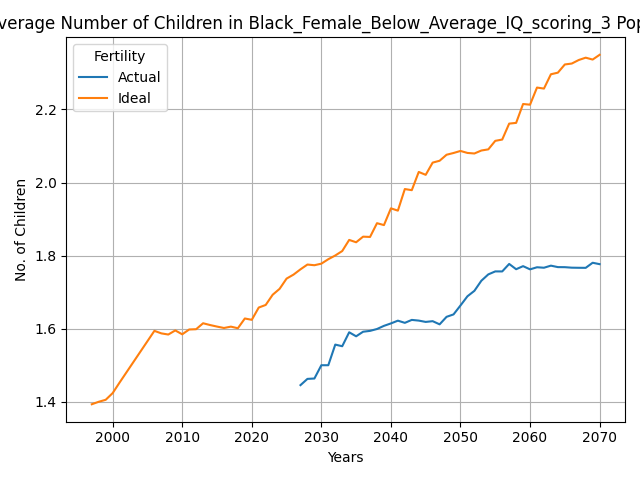 verage Number of Children in Black_Female_Below_Average_IQ_scoring_3 Pop
Fertility
Actual
Ideal
No. of Children
2.2
2.0
1.8
1.6
1.4
2000 2010 2020 2030 2040 2050 2060 2070
Years